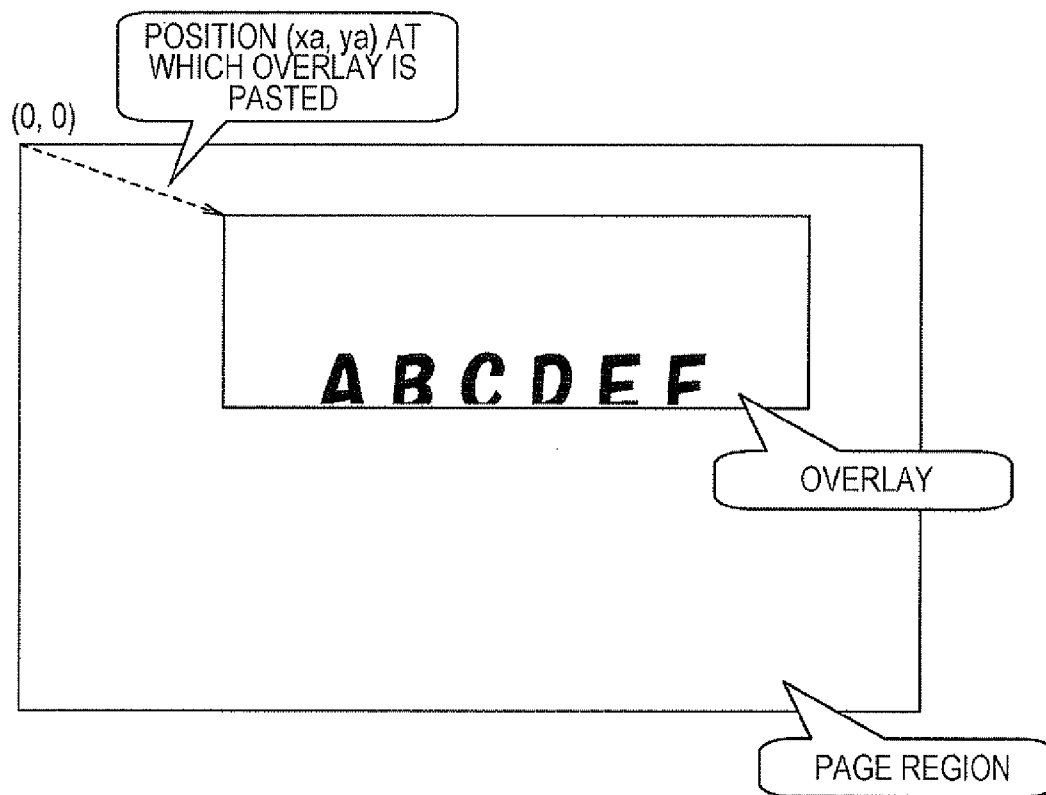 POSITION (xa, ya) AT
WHICH OVERLAY IS
PASTED
(0, 0)
ABCDEF
OVERLAY
PAGE REGION